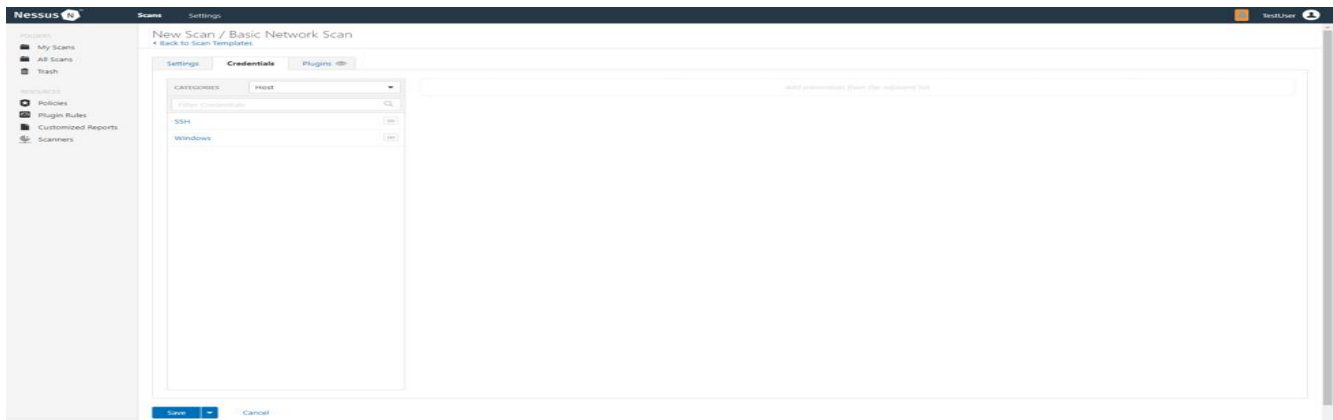 Nessus N
Scans
Settings
TestUser
FOLDERS
My Scans
All Scans
Trash
RESOURCES
Policies
Plugin Rules
Customized Reports
Scanners
New Scan / Basic Network Scan
Back to Scan Templates
Settings
Credentials
Plugins
CATEGORIES
Host
Filter Credentials
SSH
∞
Windows
∞
Add credentials from the adjacent list
Save
Cancel